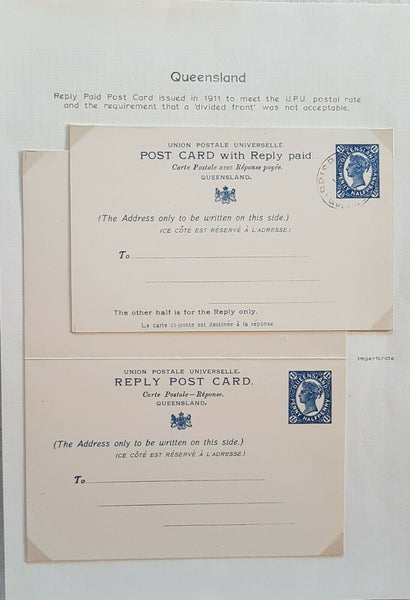 Queensland
Reply Paid Post Card issued in 1911 to meet the U.P.U. postal rate
and the requirement that a 'divided front' was not acceptable.
UNION POSTALE UNIVERSELLE.
POST CARD with Reply paid.
Carte Postale avec Réponse payée.
QUEENSLAND.
QUEENSLAND
(The Address only to be written on this side.)
(CE CÔTÉ EST RÉSERVÉ À L'ADRESSE.)
To
The other half is for the Reply only.
La carte ci-jointe est destinée à la réponse
Imperforate
UNION POSTALE UNIVERSELLE.
REPLY POST CARD.
Carte Postale—Réponse.
QUEENSLAND.
QUEENSLAND
HALFPENNY
(The Address only to be written on this side.)
(CE CÔTÉ EST RÉSERVÉ À L'ADRESSE.)
To